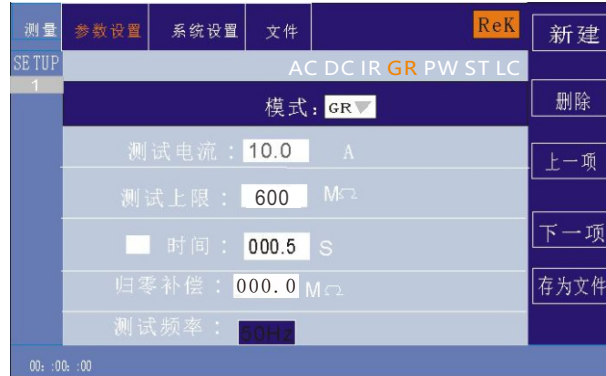 测量 参数设置 系统设置 文件 ReK 新建
SETUP AC DC IR GR PW ST LC
1
模式：GR 删除
测试电流：10.0 A 上一项
测试上限：600 MΩ
时间：000.5 S 下一项
归零补偿：000.0 MΩ 存为文件
测试频率：50Hz
00: :00: :00